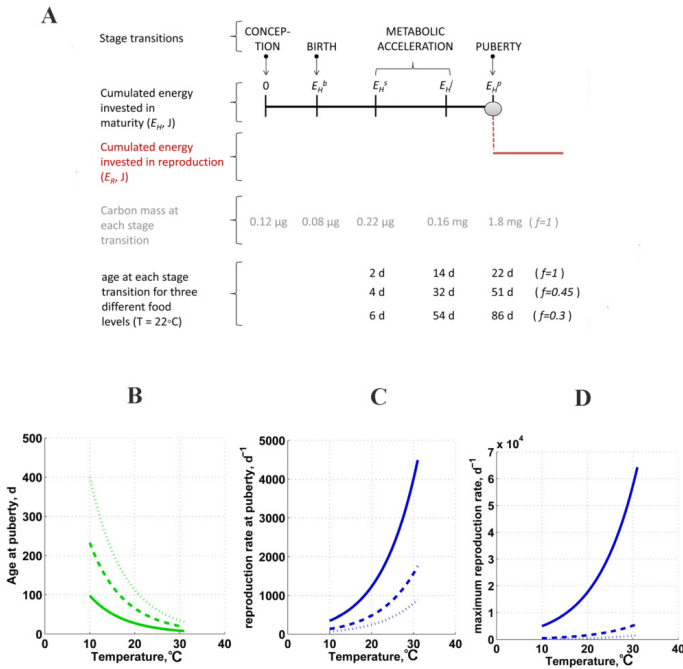 A
Stage transitions
CONCEP-
TION
BIRTH
METABOLIC
ACCELERATION
PUBERTY
Cumulated energy
invested in
maturity (E_H, J)
0 E_H^b E_H^s E_H^j E_H^p
Cumulated energy
invested in reproduction
(E_R, J)
Carbon mass at
each stage
transition
0.12 µg 0.08 µg 0.22 µg 0.16 mg 1.8 mg (f=1)
age at each stage
transition for three
different food
levels (T = 22◦C)
2 d 14 d 22 d (f=1)
4 d 32 d 51 d (f=0.45)
6 d 54 d 86 d (f=0.3)
B
Age at puberty, d
500
400
300
200
100
0
0 10 20 30 40
Temperature,°C
C
reproduction rate at puberty, d⁻¹
5000
4000
3000
2000
1000
0
0 10 20 30 40
Temperature,°C
D
maximum reproduction rate, d⁻¹
x 10⁴
7
6
5
4
3
2
1
0
0 10 20 30 40
Temperature,°C